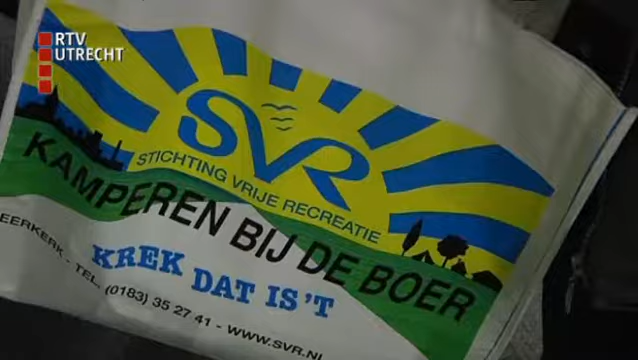 RTV
UTRECHT
SVR
STICHTING VRIJE RECREATIE
KAMPEREN BIJ DE BOER
KREK DAT IS 'T
EERKERK - TEL. (0183) 35 27 41 - WWW.SVR.NL